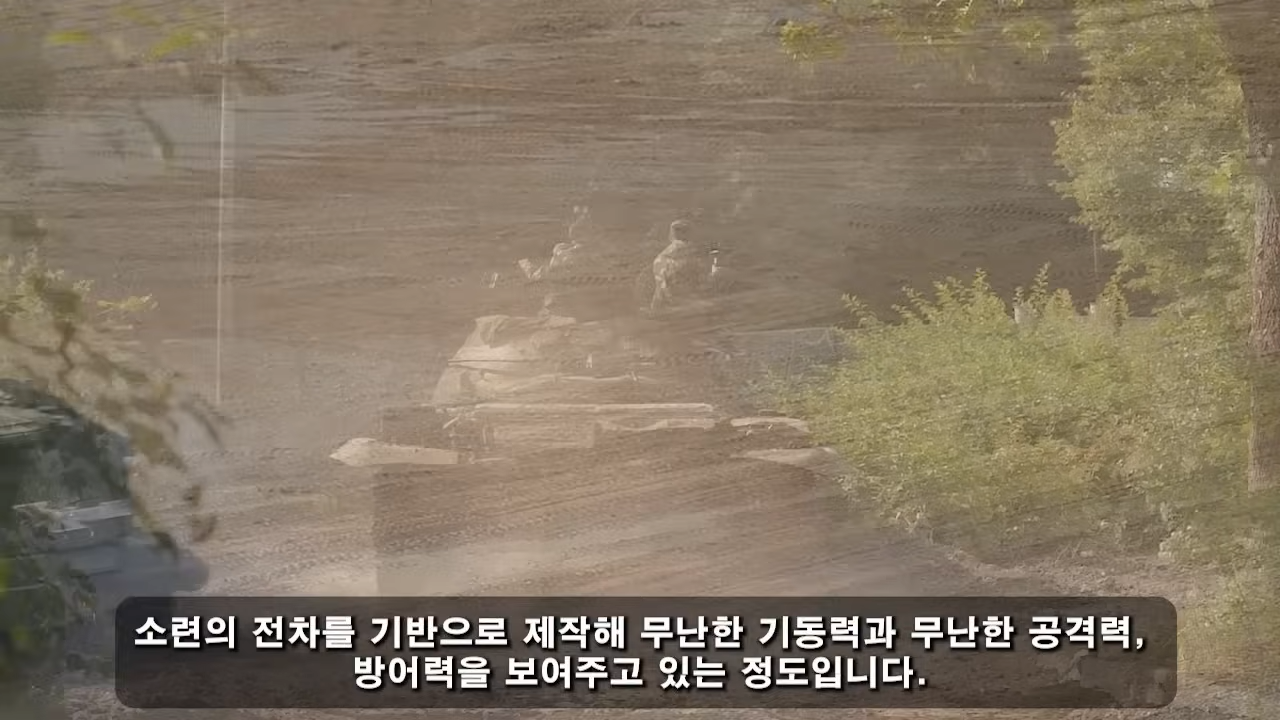 소련의 전차를 기반으로 제작해 무난한 기동력과 무난한 공격력,
방어력을 보여주고 있는 정도입니다.